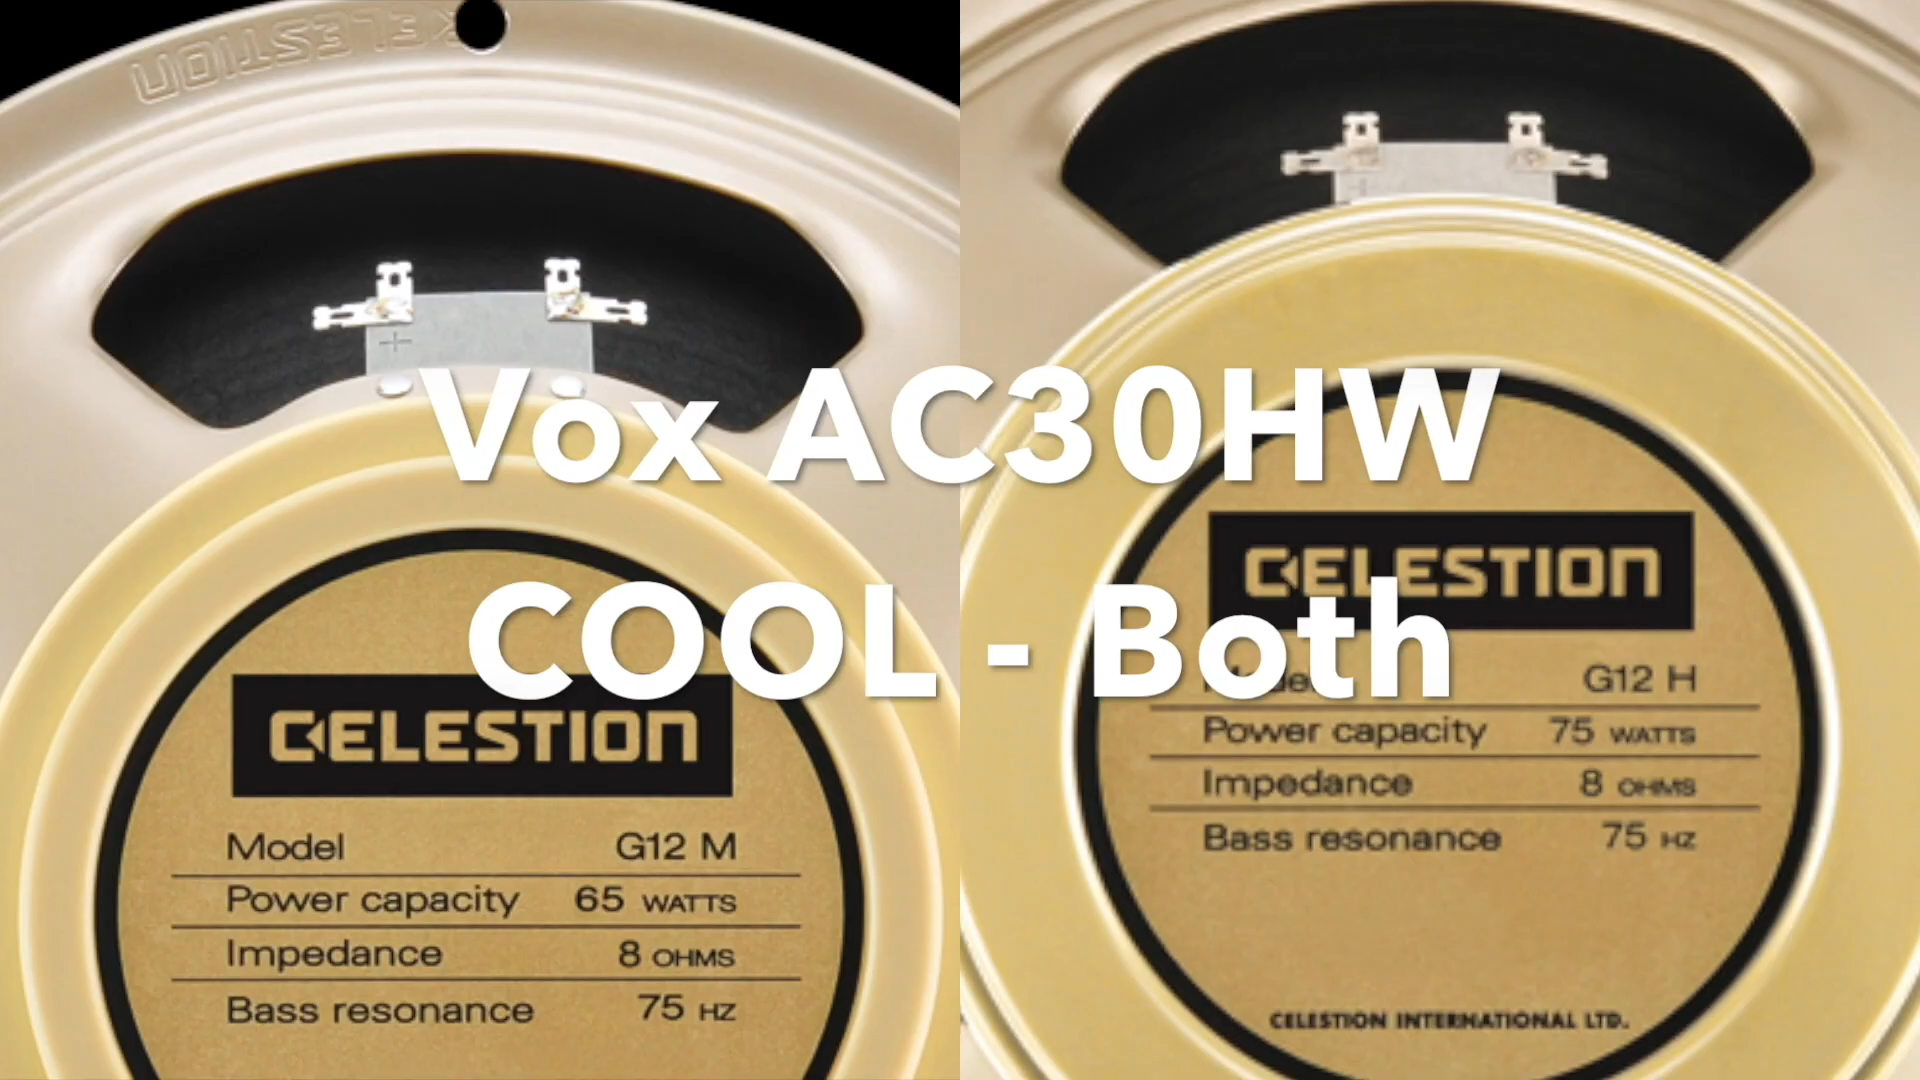 CELESTION
Vox AC30HW
COOL - Both
CELESTION
Model G12 M
Power capacity 65 WATTS
Impedance 8 OHMS
Bass resonance 75 HZ
CELESTION
Model G12 H
Power capacity 75 WATTS
Impedance 8 OHMS
Bass resonance 75 HZ
CELESTION INTERNATIONAL LTD.